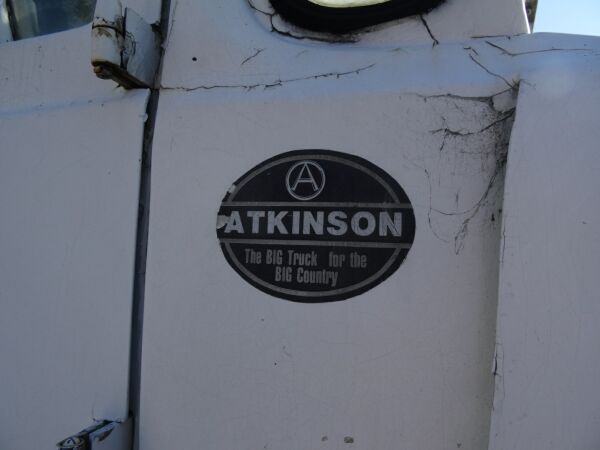 A
ATKINSON
The BIG Truck for the
BIG Country